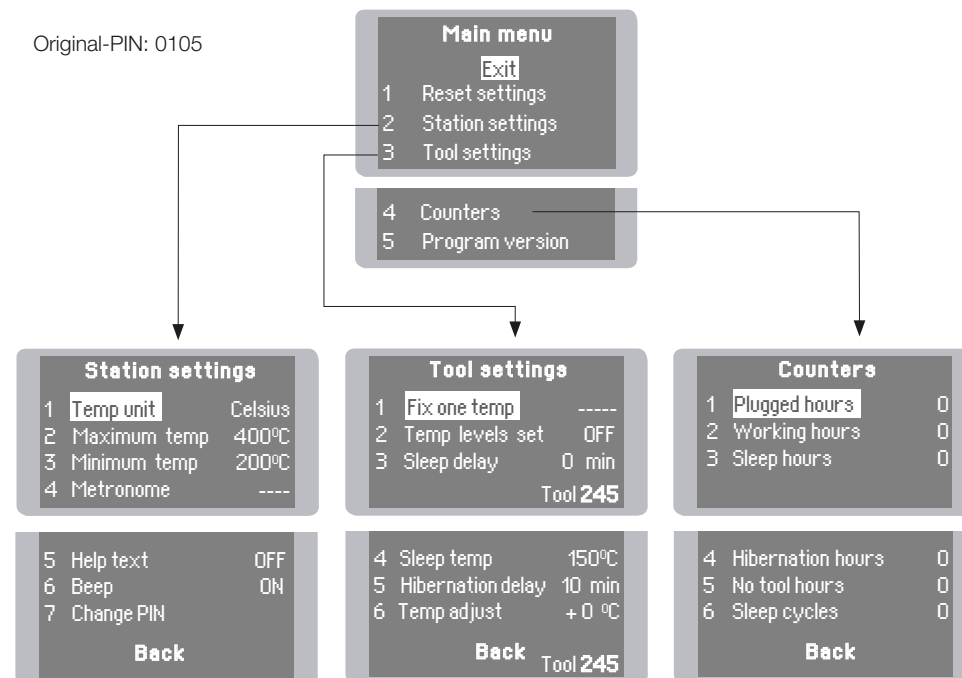 Original-PIN: 0105
Main menu
Exit
1 Reset settings
2 Station settings
3 Tool settings
4 Counters
5 Program version
Station settings
1 Temp unit Celsius
2 Maximum temp 400ºC
3 Minimum temp 200ºC
4 Metronome ----
5 Help text OFF
6 Beep ON
7 Change PIN
Back
Tool settings
1 Fix one temp -----
2 Temp levels set OFF
3 Sleep delay 0 min
Tool 245
4 Sleep temp 150ºC
5 Hibernation delay 10 min
6 Temp adjust +0 ºC
Back
Tool 245
Counters
1 Plugged hours 0
2 Working hours 0
3 Sleep hours 0
4 Hibernation hours 0
5 No tool hours 0
6 Sleep cycles 0
Back